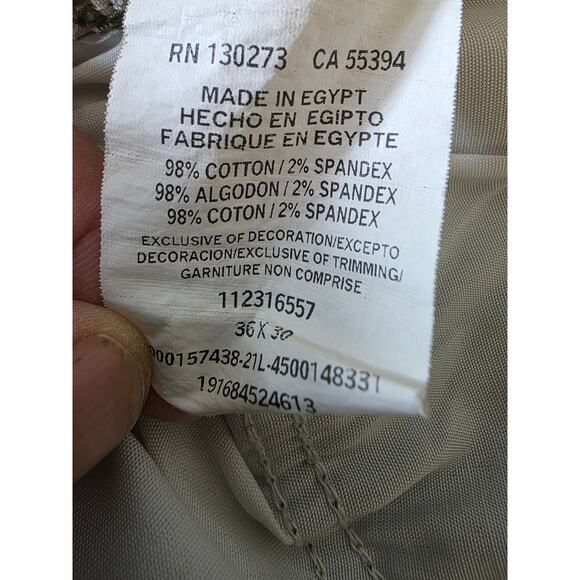 RN 130273 CA 55394
MADE IN EGYPT
HECHO EN EGIPTO
FABRIQUE EN EGYPTE
98% COTTON / 2% SPANDEX
98% ALGODON / 2% SPANDEX
98% COTON / 2% SPANDEX
EXCLUSIVE OF DECORATION/EXCEPTO
DECORACION/EXCLUSIVE OF TRIMMING/
GARNITURE NON COMPRISE
112316557
36 X 30
000157438-21L-4500148331
197684524613